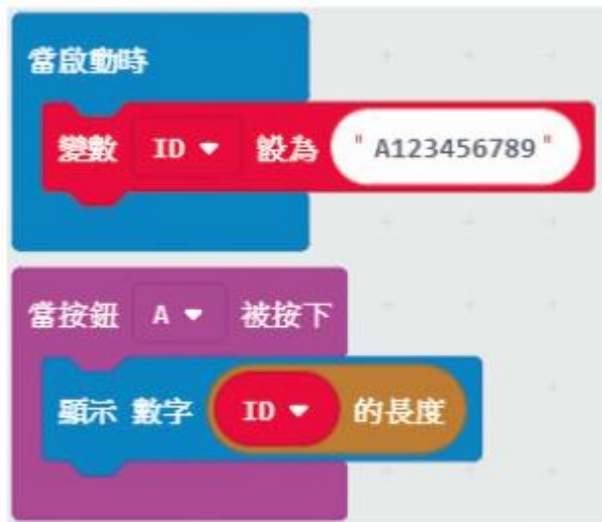 當啟動時
變數 ID 設為 " A123456789 "
當按鈕 A 被按下
顯示 數字 ID 的長度